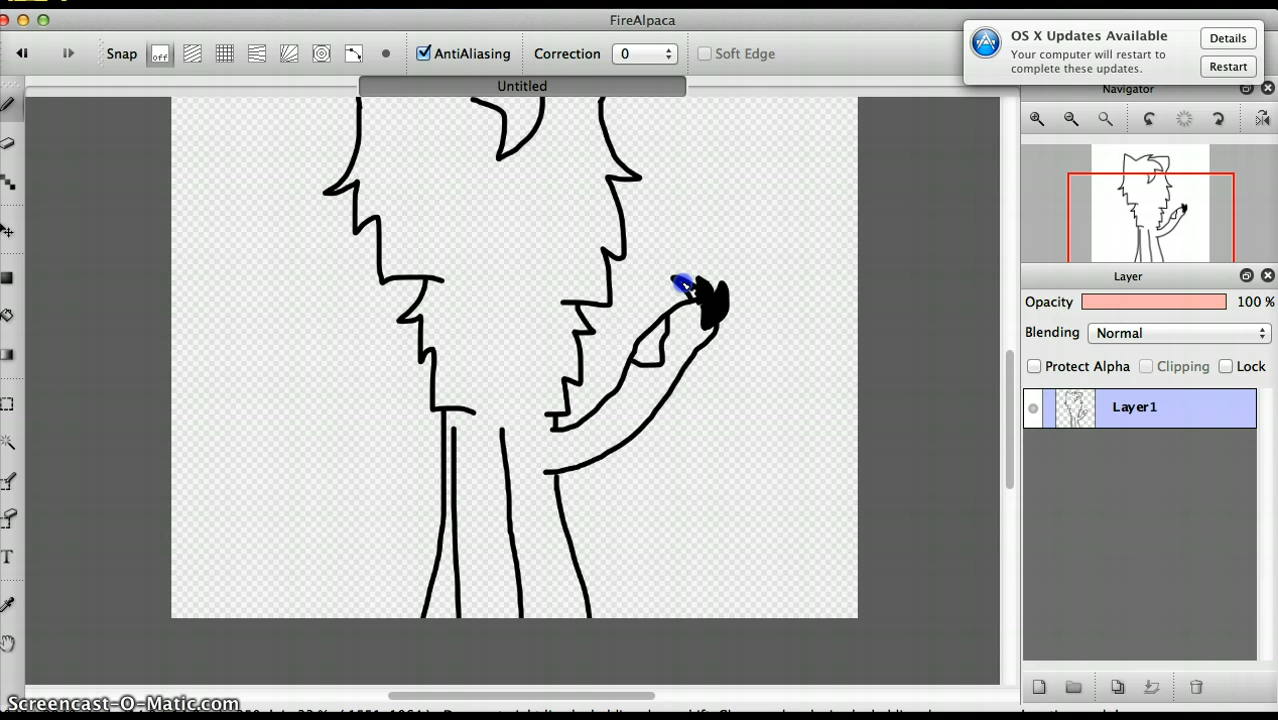 FireAlpaca
OS X Updates Available
Your computer will restart to
complete these updates.
Details
Restart
Snap
off
AntiAliasing
Correction
0
Soft Edge
Untitled
Navigator
Layer
Opacity
100 %
Blending
Normal
Protect Alpha
Clipping
Lock
Layer1
T
Screencast-O-Matic.com